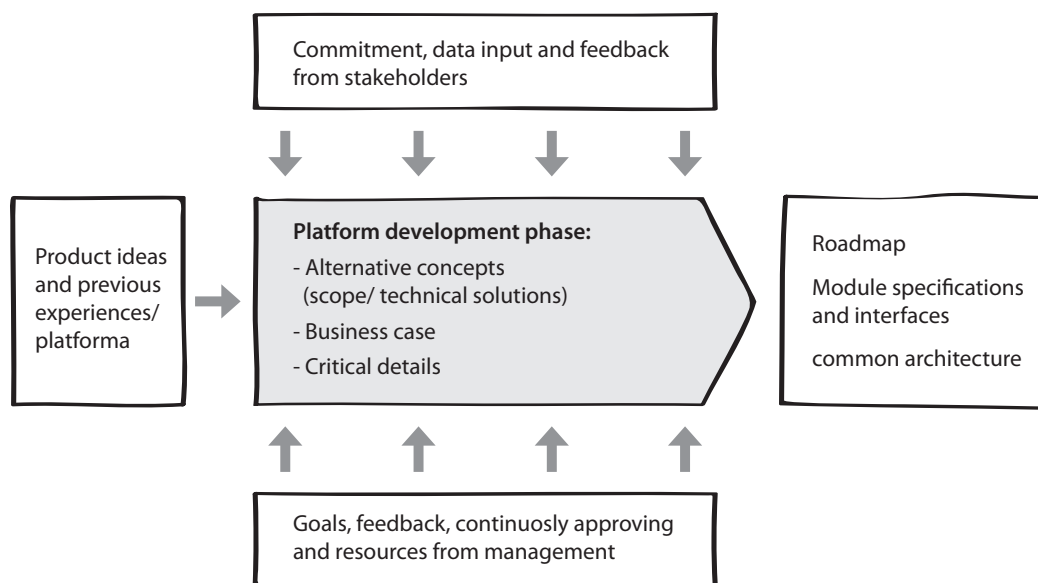 Commitment, data input and feedback
from stakeholders
Product ideas
and previous
experiences/
platforma
Platform development phase:
- Alternative concepts
(scope/ technical solutions)
- Business case
- Critical details
Roadmap
Module specifications
and interfaces
common architecture
Goals, feedback, continuosly approving
and resources from management